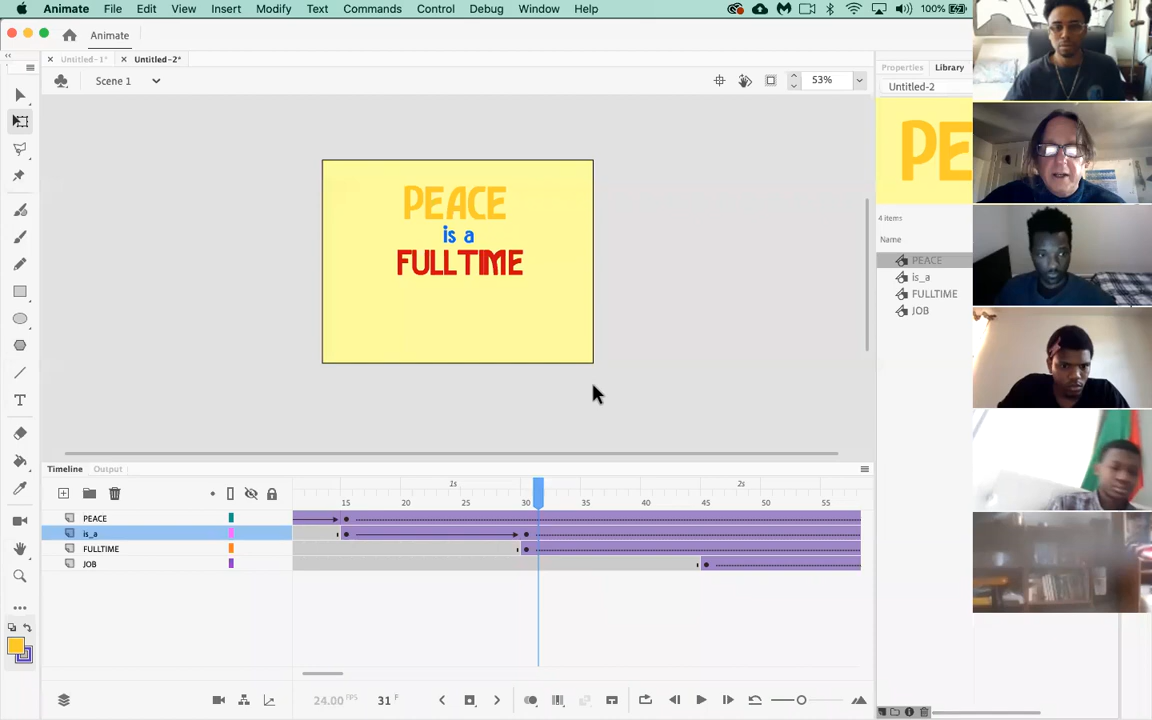 Animate File Edit View Insert Modify Text Commands Control Debug Window Help 100%
Animate
Untitled-1* Untitled-2*
Scene 1 53%
PEACE
is a
FULLTIME
Properties Library
Untitled-2
PE
4 items
Name
PEACE
is_a
FULLTIME
JOB
Timeline Output
1s 2s
15 20 25 30 35 40 45 50 55
PEACE
is_a
FULLTIME
JOB
24.00 FPS 31 F